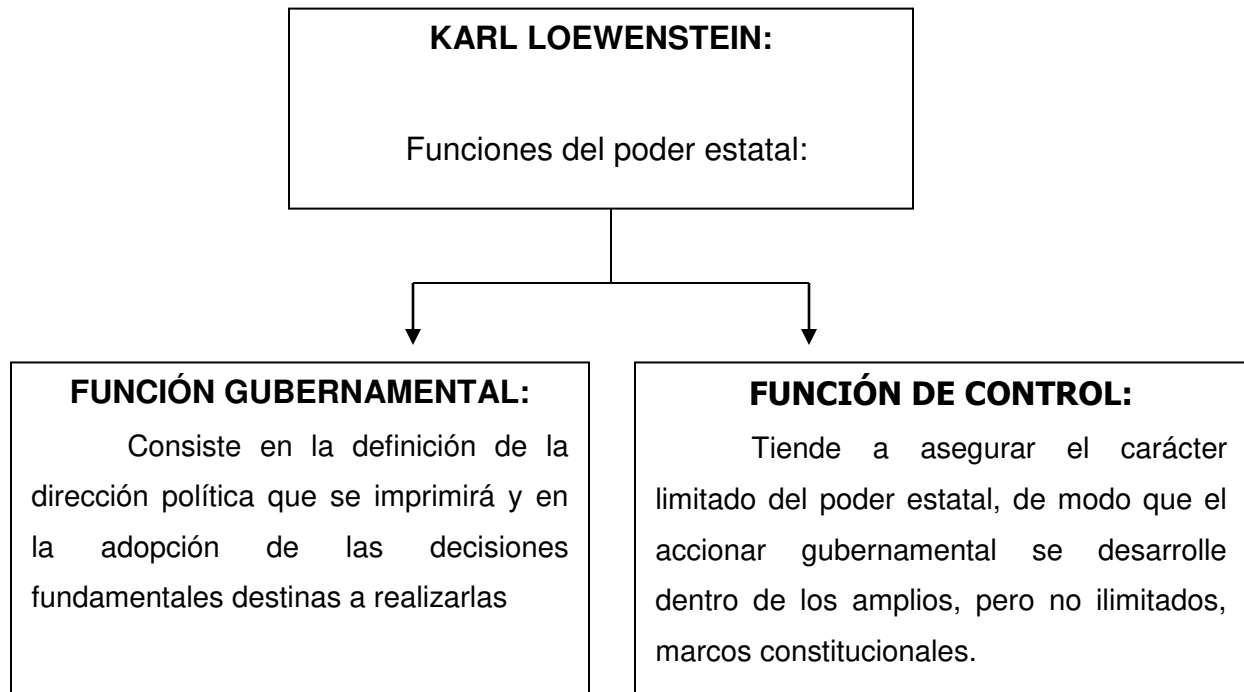 KARL LOEWENSTEIN:
Funciones del poder estatal:
FUNCIÓN GUBERNAMENTAL:
Consiste en la definición de la
dirección política que se imprimirá y en
la adopción de las decisiones
fundamentales destinas a realizarlas
FUNCIÓN DE CONTROL:
Tiende a asegurar el carácter
limitado del poder estatal, de modo que el
accionar gubernamental se desarrolle
dentro de los amplios, pero no ilimitados,
marcos constitucionales.